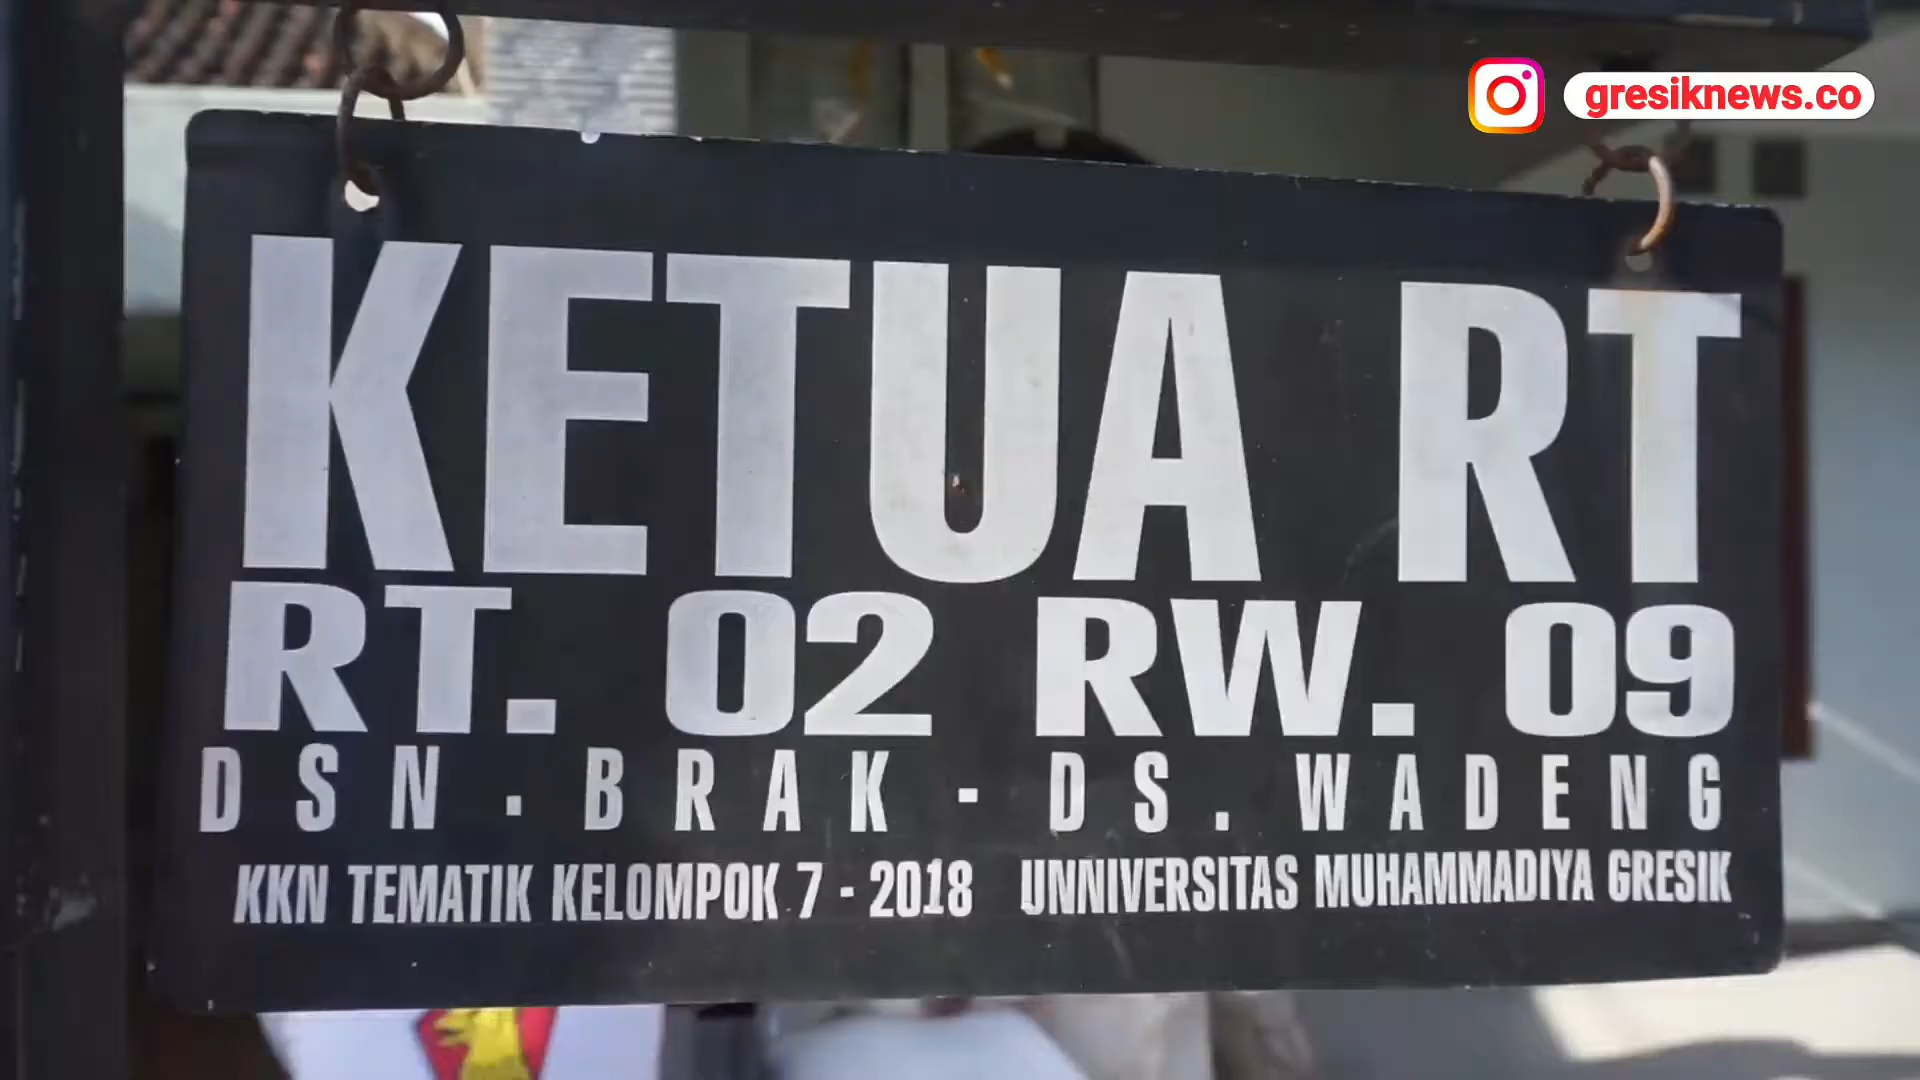 gresiknews.co
KETUA RT
RT. 02 RW. 09
DSN. BRAK - DS. WADENG
KKN TEMATIK KELOMPOK 7 - 2018 UNNIVERSITAS MUHAMMADIYA GRESIK